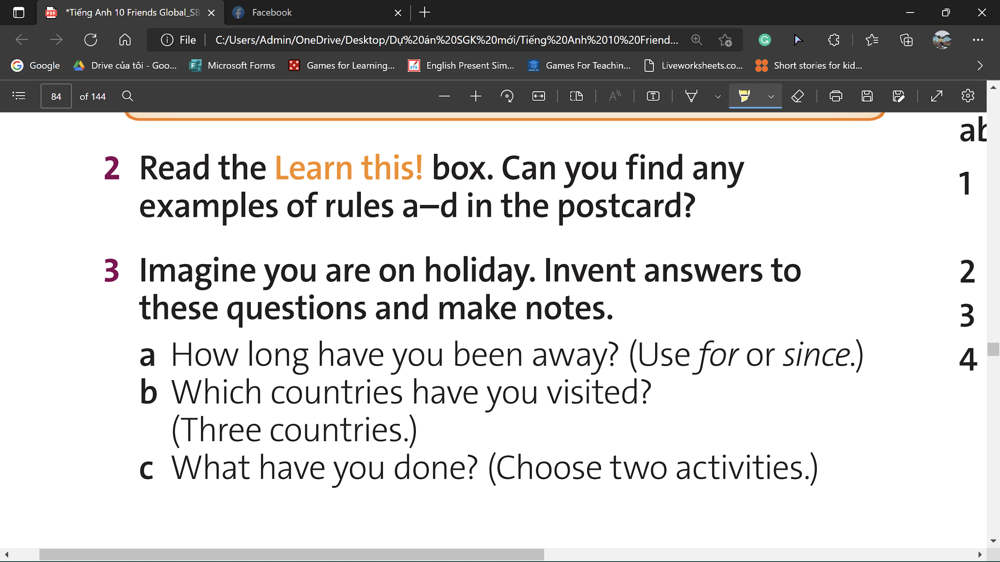 *Tiếng Anh 10 Friends Global_SB
Facebook
File
C:/Users/Admin/OneDrive/Desktop/Dự%20án%20SGK%20mới/Tiếng%20Anh%2010%20Friend...
Google
Drive của tôi - Goo...
Microsoft Forms
Games for Learning...
English Present Sim...
Games For Teachin...
Liveworksheets.co...
Short stories for kid...
84 of 144
2 Read the Learn this! box. Can you find any
examples of rules a–d in the postcard?
3 Imagine you are on holiday. Invent answers to
these questions and make notes.
a How long have you been away? (Use for or since.)
b Which countries have you visited?
(Three countries.)
c What have you done? (Choose two activities.)
1
2
3
4